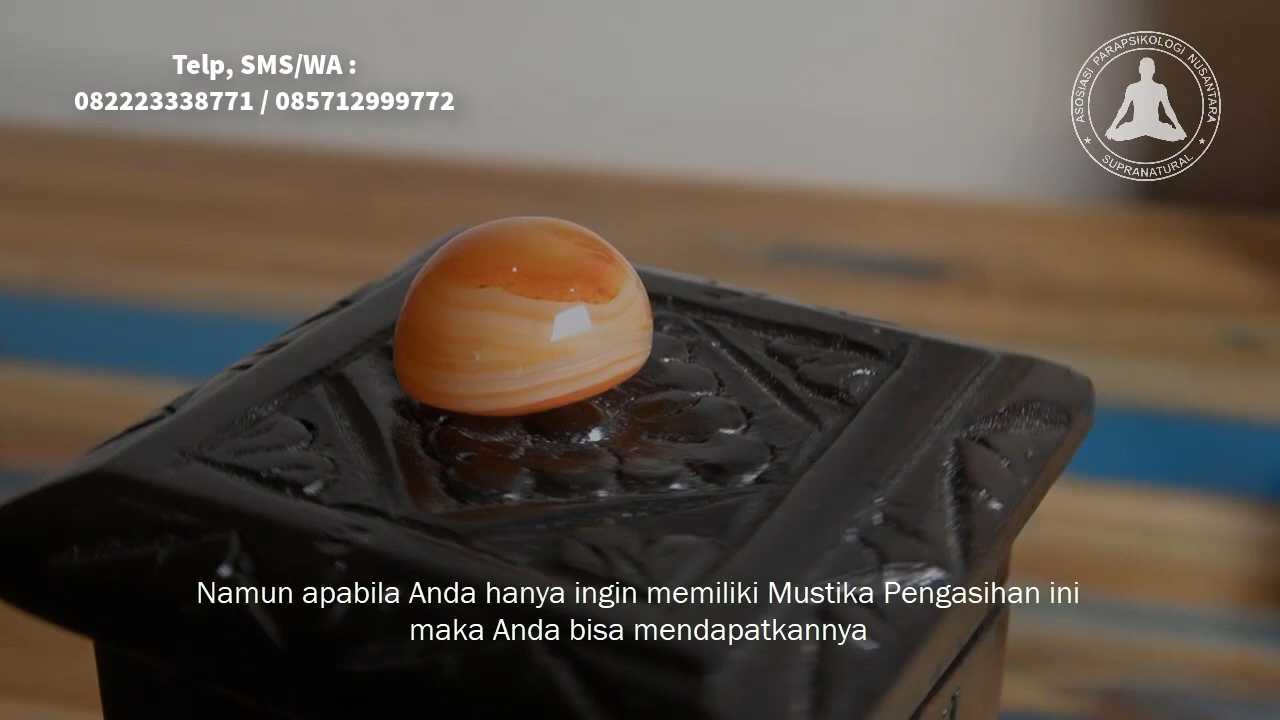 Telp, SMS/WA :
082223338771 / 085712999772
ASOSIASI PARAPSIKOLOGI NUSANTARA
SUPRANATURAL
Namun apabila Anda hanya ingin memiliki Mustika Pengasihan ini
maka Anda bisa mendapatkannya